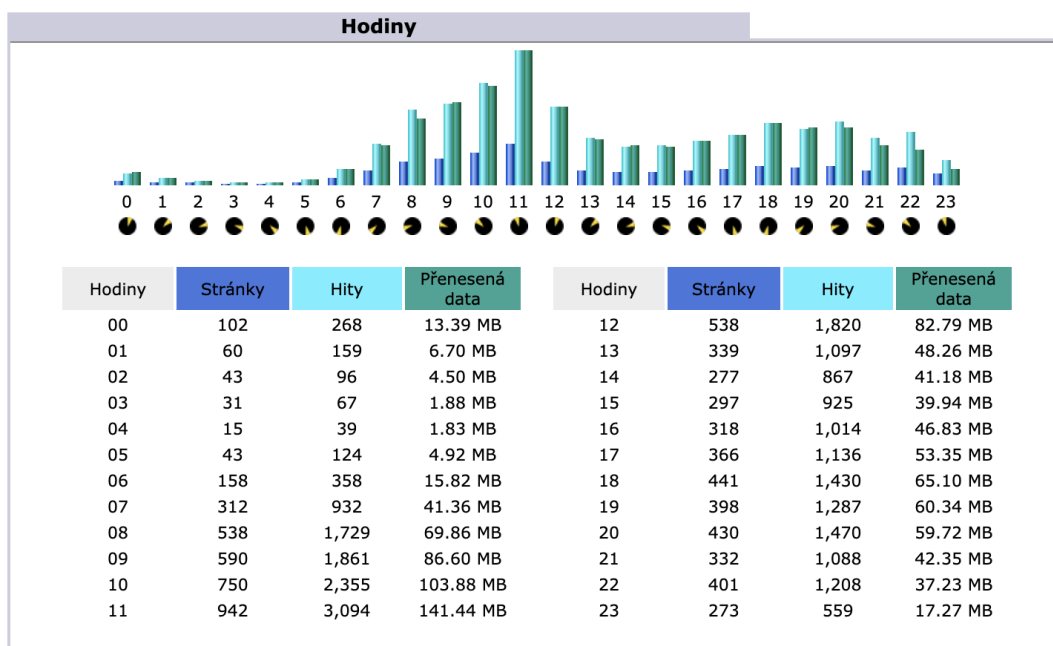 Hodiny
0 1 2 3 4 5 6 7 8 9 10 11 12 13 14 15 16 17 18 19 20 21 22 23
Hodiny Stránky Hity Přenesená data Hodiny Stránky Hity Přenesená data
00 102 268 13.39 MB 12 538 1,820 82.79 MB
01 60 159 6.70 MB 13 339 1,097 48.26 MB
02 43 96 4.50 MB 14 277 867 41.18 MB
03 31 67 1.88 MB 15 297 925 39.94 MB
04 15 39 1.83 MB 16 318 1,014 46.83 MB
05 43 124 4.92 MB 17 366 1,136 53.35 MB
06 158 358 15.82 MB 18 441 1,430 65.10 MB
07 312 932 41.36 MB 19 398 1,287 60.34 MB
08 538 1,729 69.86 MB 20 430 1,470 59.72 MB
09 590 1,861 86.60 MB 21 332 1,088 42.35 MB
10 750 2,355 103.88 MB 22 401 1,208 37.23 MB
11 942 3,094 141.44 MB 23 273 559 17.27 MB